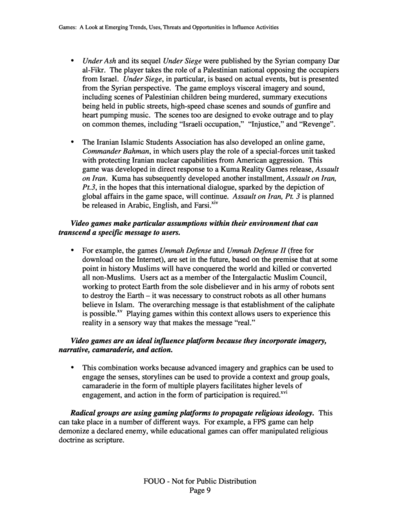 Games: A Look at Emerging Trends, Uses, Threats and Opportunities in Influence Activities
• Under Ash and its sequel Under Siege were published by the Syrian company Dar
al-Fikr. The player takes the role of a Palestinian national opposing the occupiers
from Israel. Under Siege, in particular, is based on actual events, but is presented
from the Syrian perspective. The game employs visceral imagery and sound,
including scenes of Palestinian children being murdered, summary executions
being held in public streets, high-speed chase scenes and sounds of gunfire and
heart pumping music. The scenes too are designed to evoke outrage and to play
on common themes, including “Israeli occupation,” “Injustice,” and “Revenge”.
• The Iranian Islamic Students Association has also developed an online game,
Commander Bahman, in which users play the role of a special-forces unit tasked
with protecting Iranian nuclear capabilities from American aggression. This
game was developed in direct response to a Kuma Reality Games release, Assault
on Iran. Kuma has subsequently developed another installment, Assault on Iran,
Pt.3, in the hopes that this international dialogue, sparked by the depiction of
global affairs in the game space, will continue. Assault on Iran, Pt. 3 is planned
be released in Arabic, English, and Farsi.xiv
Video games make particular assumptions within their environment that can
transcend a specific message to users.
• For example, the games Ummah Defense and Ummah Defense II (free for
download on the Internet), are set in the future, based on the premise that at some
point in history Muslims will have conquered the world and killed or converted
all non-Muslims. Users act as a member of the Intergalactic Muslim Council,
working to protect Earth from the sole disbeliever and in his army of robots sent
to destroy the Earth – it was necessary to construct robots as all other humans
believe in Islam. The overarching message is that establishment of the caliphate
is possible.xv Playing games within this context allows users to experience this
reality in a sensory way that makes the message “real.”
Video games are an ideal influence platform because they incorporate imagery,
narrative, camaraderie, and action.
• This combination works because advanced imagery and graphics can be used to
engage the senses, storylines can be used to provide a context and group goals,
camaraderie in the form of multiple players facilitates higher levels of
engagement, and action in the form of participation is required.xvi
Radical groups are using gaming platforms to propagate religious ideology. This
can take place in a number of different ways. For example, a FPS game can help
demonize a declared enemy, while educational games can offer manipulated religious
doctrine as scripture.
FOUO - Not for Public Distribution
Page 9